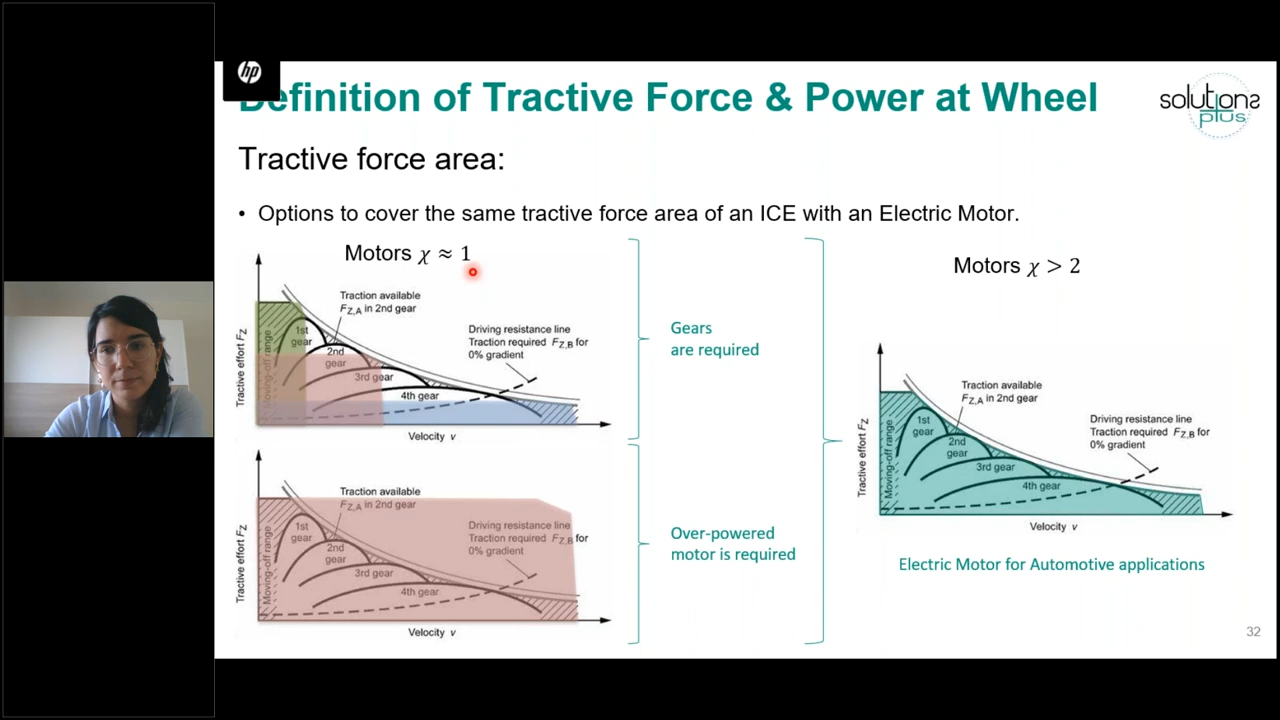 hp
Definition of Tractive Force & Power at Wheel
solutions
plus
Tractive force area:
• Options to cover the same tractive force area of an ICE with an Electric Motor.
Motors χ ≈ 1
Traction available
F_Z,A in 2nd gear
Driving resistance line
Traction required F_Z,B for
0% gradient
1st
gear
2nd
gear
3rd gear
4th gear
Moving-off range
Tractive effort F_Z
Velocity v
Gears
are required
Traction available
F_Z,A in 2nd gear
Driving resistance line
Traction required F_Z,B for
0% gradient
1st
gear
2nd
gear
3rd gear
4th gear
Moving-off range
Tractive effort F_Z
Velocity v
Over-powered
motor is required
Motors χ > 2
Traction available
F_Z,A in 2nd gear
Driving resistance line
Traction required F_Z,B for
0% gradient
1st
gear
2nd
gear
3rd gear
4th gear
Moving-off range
Tractive effort F_Z
Velocity v
Electric Motor for Automotive applications
32